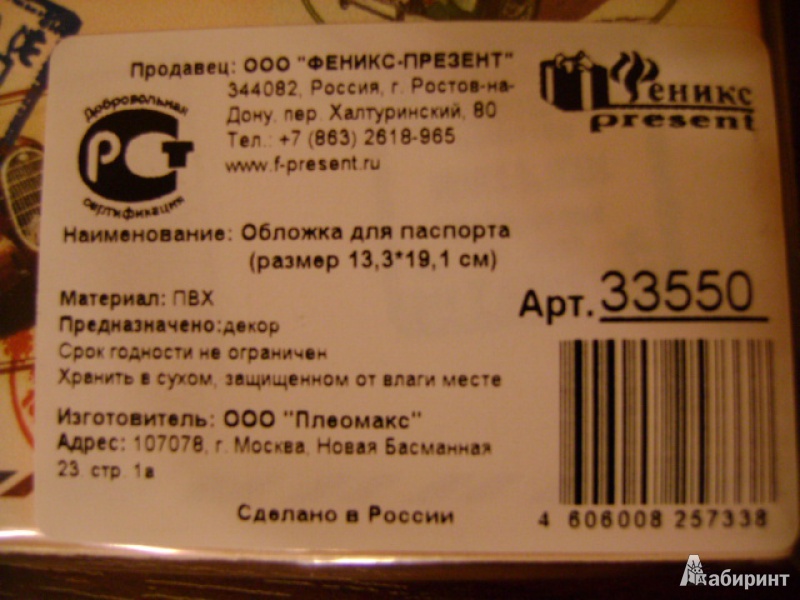 Продавец: ООО "ФЕНИКС-ПРЕЗЕНТ"
344082, Россия, г. Ростов-на-
Дону, пер. Халтуринский, 80
Тел.: +7 (863) 2618-965
www.f-present.ru
Феникс
present
Добровольная
РСТ
сертификация
Наименование: Обложка для паспорта
(размер 13,3*19,1 см)
Материал: ПВХ
Предназначено:декор
Срок годности не ограничен
Хранить в сухом, защищенном от влаги месте
Арт. 33550
Изготовитель: ООО "Плеомакс"
Адрес: 107078, г. Москва, Новая Басманная
23 стр. 1а
Сделано в России
4 606008 257338
Лабиринт